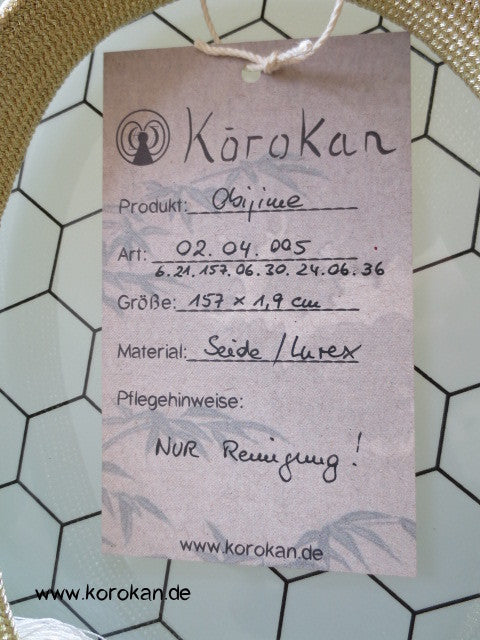 KōroKan
Produkt: Obijime
Art: 02.04.005
6.21.157.06.30.24.06.36
Größe: 157 x 1,9 cm
Material: Seide / Lurex
Pflegehinweise:
NUR Reinigung!
www.korokan.de
www.korokan.de